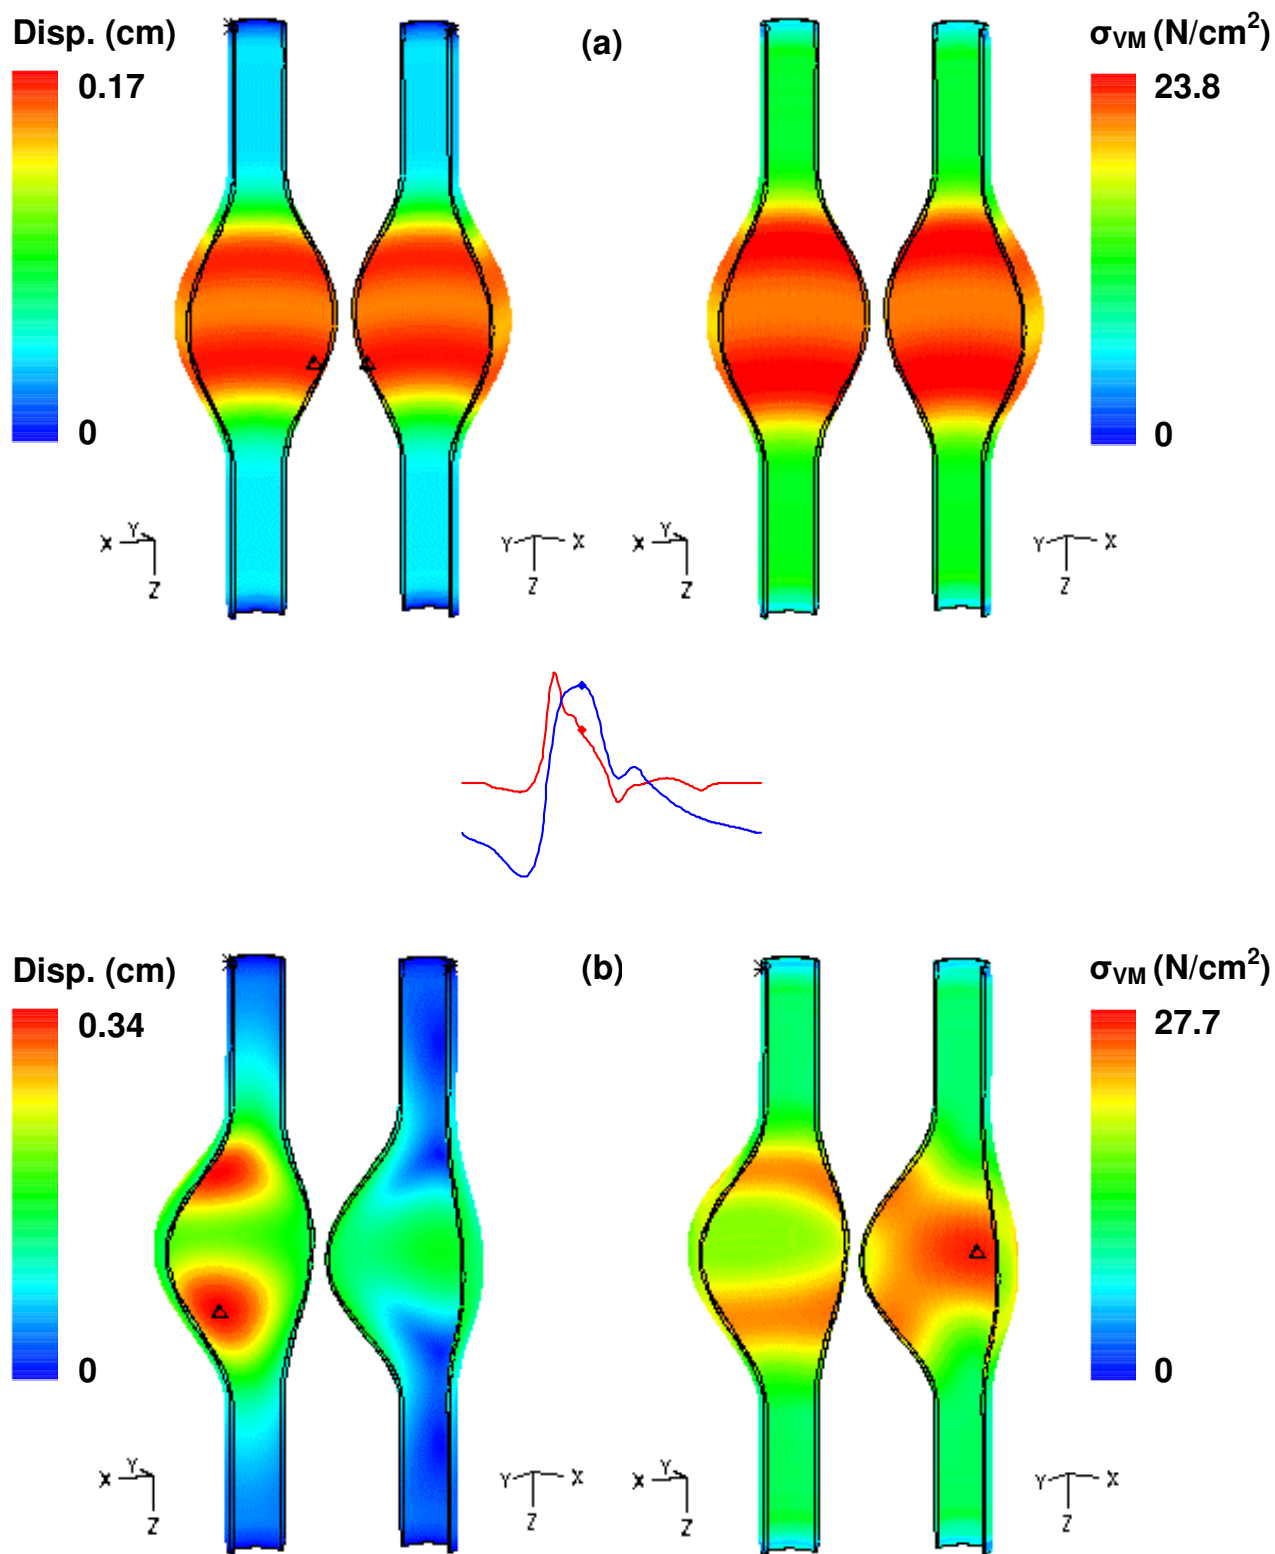 Disp. (cm)
(a)
σVM (N/cm²)
0.17
23.8
0
0
X Y Z
Y X Z
X Y Z
Y X Z
Disp. (cm)
(b)
σVM (N/cm²)
0.34
27.7
0
0
X Y Z
Y X Z
X Y Z
Y X Z